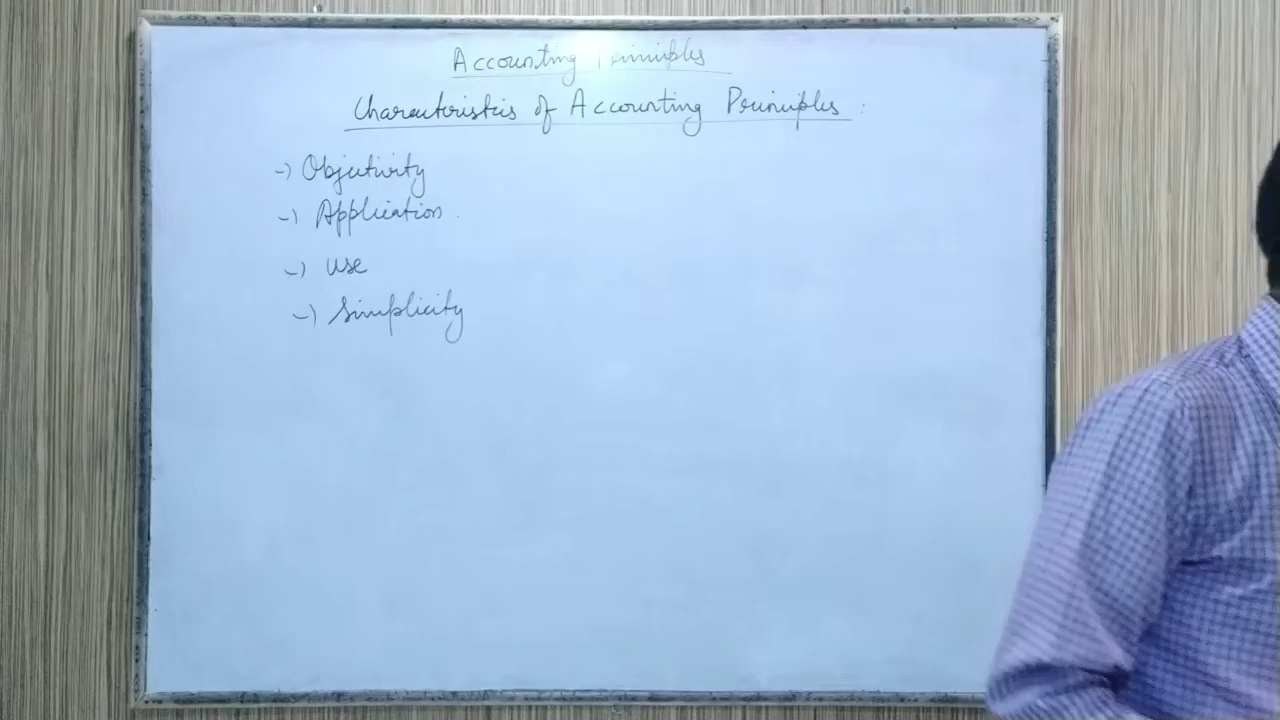 Accounting Principles
Characteristics of Accounting Principles :
-) Objectivity
-) Application.
-) use
-) Simplicity